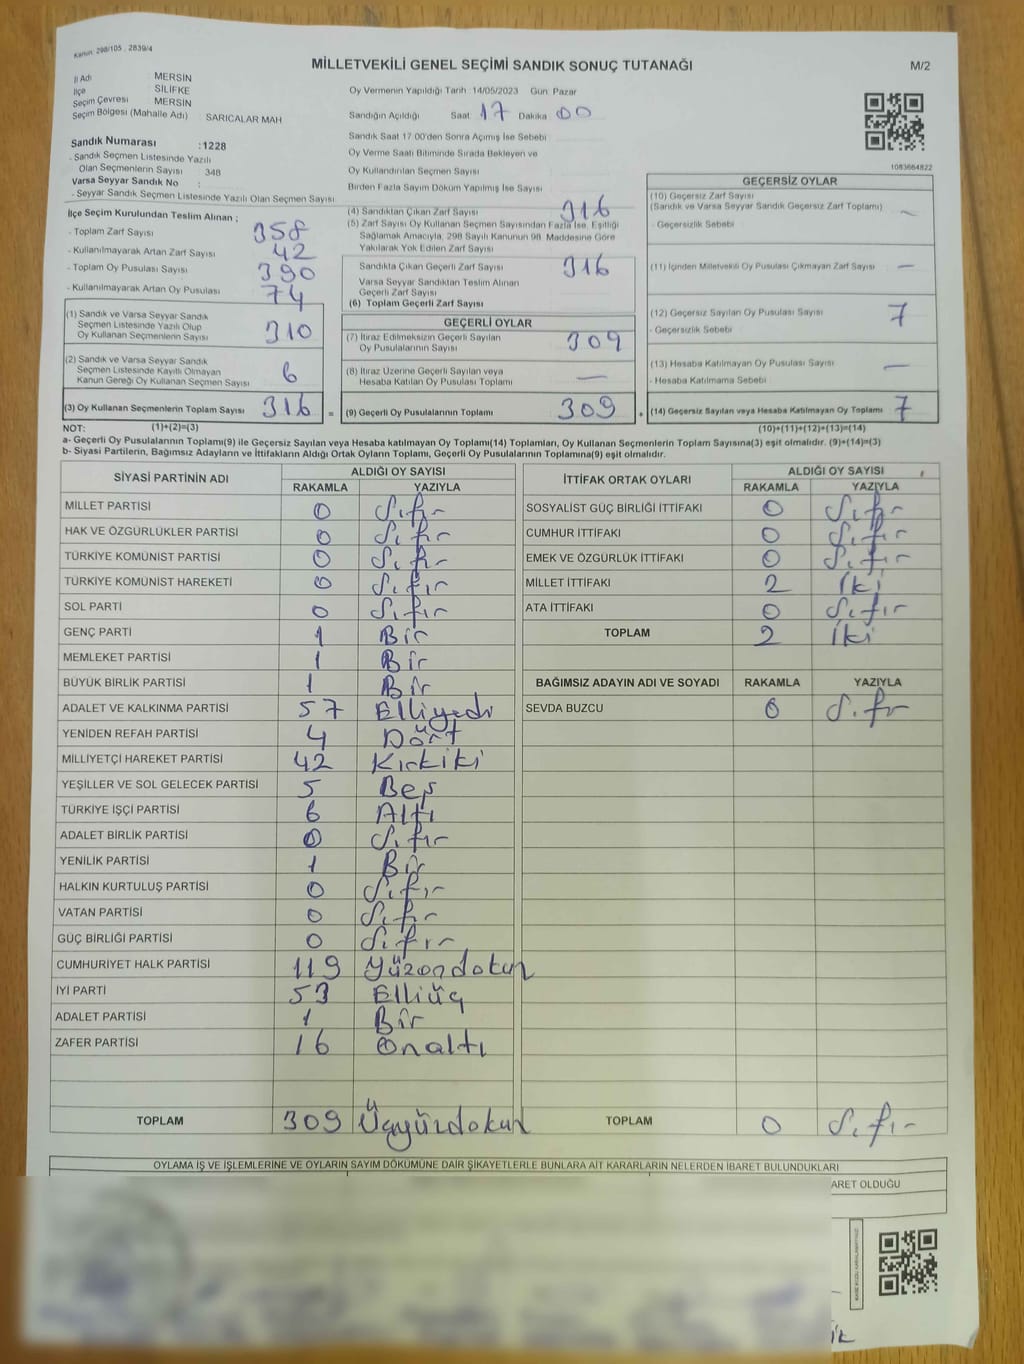 Kanun: 298/105 , 2839/4
MİLLETVEKİLİ GENEL SEÇİMİ SANDIK SONUÇ TUTANAĞI
M/2
İl Adı : MERSİN
İlçe : SİLİFKE
Seçim Çevresi : MERSİN
Seçim Bölgesi (Mahalle Adı) : SARICALAR MAH
Sandık Numarası :1228
- Sandık Seçmen Listesinde Yazılı
Olan Seçmenlerin Sayısı : 348
Varsa Seyyar Sandık No :
- Seyyar Sandık Seçmen Listesinde Yazılı Olan Seçmen Sayısı
Oy Vermenin Yapıldığı Tarih 14/05/2023 Gün: Pazar
Sandığın Açıldığı Saat 17 Dakika 00
Sandık Saat 17:00'den Sonra Açılmış İse Sebebi
Oy Verme Saati Bitiminde Sırada Bekleyen ve
Oy Kullandırılan Seçmen Sayısı
Birden Fazla Sayım Döküm Yapılmış İse Sayısı
1083664822
İlçe Seçim Kurulundan Teslim Alınan ;
- Toplam Zarf Sayısı 358
- Kullanılmayarak Artan Zarf Sayısı 42
- Toplam Oy Pusulası Sayısı 390
- Kullanılmayarak Artan Oy Pusulası 74
(1) Sandık ve Varsa Seyyar Sandık
Seçmen Listesinde Yazılı Olup
Oy Kullanan Seçmenlerin Sayısı 310
(2) Sandık ve Varsa Seyyar Sandık
Seçmen Listesinde Kayıtlı Olmayan
Kanun Gereği Oy Kullanan Seçmen Sayısı 6
(3) Oy Kullanan Seçmenlerin Toplam Sayısı 316 =
(4) Sandıktan Çıkan Zarf Sayısı 316
(5) Zarf Sayısı Oy Kullanan Seçmen Sayısından Fazla İse, Eşitliği
Sağlamak Amacıyla, 298 Sayılı Kanunun 98. Maddesine Göre
Yakılarak Yok Edilen Zarf Sayısı
Sandıkta Çıkan Geçerli Zarf Sayısı 316
Varsa Seyyar Sandıktan Teslim Alınan
Geçerli Zarf Sayısı
(6) Toplam Geçerli Zarf Sayısı
GEÇERLİ OYLAR
(7) İtiraz Edilmeksizin Geçerli Sayılan
Oy Pusulalarının Sayısı 309
(8) İtiraz Üzerine Geçerli Sayılan veya
Hesaba Katılan Oy Pusulası Toplamı —
(9) Geçerli Oy Pusulalarının Toplamı 309 +
GEÇERSİZ OYLAR
(10) Geçersiz Zarf Sayısı
(Sandık ve Varsa Seyyar Sandık Geçersiz Zarf Toplamı) —
- Geçersizlik Sebebi
(11) İçinden Milletvekili Oy Pusulası Çıkmayan Zarf Sayısı —
(12) Geçersiz Sayılan Oy Pusulası Sayısı 7
- Geçersizlik Sebebi
(13) Hesaba Katılmayan Oy Pusulası Sayısı —
- Hesaba Katılmama Sebebi
(14) Geçersiz Sayılan veya Hesaba Katılmayan Oy Toplamı 7
NOT: (1)+(2)=(3) (10)+(11)+(12)+(13)=(14)
a- Geçerli Oy Pusulalarının Toplamı(9) ile Geçersiz Sayılan veya Hesaba katılmayan Oy Toplamı(14) Toplamları, Oy Kullanan Seçmenlerin Toplam Sayısına(3) eşit olmalıdır. (9)+(14)=(3)
b- Siyasi Partilerin, Bağımsız Adayların ve İttifakların Aldığı Ortak Oyların Toplamı, Geçerli Oy Pusulalarının Toplamına(9) eşit olmalıdır.
SİYASİ PARTİNİN ADI ALDIĞI OY SAYISI
RAKAMLA YAZIYLA
MİLLET PARTİSİ 0 Sıfır
HAK VE ÖZGÜRLÜKLER PARTİSİ 0 Sıfır
TÜRKİYE KOMÜNİST PARTİSİ 0 Sıfır
TÜRKİYE KOMÜNİST HAREKETİ 0 Sıfır
SOL PARTİ 0 Sıfır
GENÇ PARTİ 1 Bir
MEMLEKET PARTİSİ 1 Bir
BÜYÜK BİRLİK PARTİSİ 1 Bir
ADALET VE KALKINMA PARTİSİ 57 Elliyedi
YENİDEN REFAH PARTİSİ 4 Dört
MİLLİYETÇİ HAREKET PARTİSİ 42 Kırkiki
YEŞİLLER VE SOL GELECEK PARTİSİ 5 Beş
TÜRKİYE İŞÇİ PARTİSİ 6 Altı
ADALET BİRLİK PARTİSİ 0 Sıfır
YENİLİK PARTİSİ 1 Bir
HALKIN KURTULUŞ PARTİSİ 0 Sıfır
VATAN PARTİSİ 0 Sıfır
GÜÇ BİRLİĞİ PARTİSİ 0 Sıfır
CUMHURİYET HALK PARTİSİ 119 Yüzondokuz
İYİ PARTİ 53 Elliüç
ADALET PARTİSİ 1 Bir
ZAFER PARTİSİ 16 Onaltı
TOPLAM 309 Üçyüzdokuz
İTTİFAK ORTAK OYLARI ALDIĞI OY SAYISI
RAKAMLA YAZIYLA
SOSYALİST GÜÇ BİRLİĞİ İTTİFAKI 0 Sıfır
CUMHUR İTTİFAKI 0 Sıfır
EMEK VE ÖZGÜRLÜK İTTİFAKI 0 Sıfır
MİLLET İTTİFAKI 2 İki
ATA İTTİFAKI 0 Sıfır
TOPLAM 2 İki
BAĞIMSIZ ADAYIN ADI VE SOYADI RAKAMLA YAZIYLA
SEVDA BUZCU 0 Sıfır
TOPLAM 0 Sıfır
OYLAMA İŞ VE İŞLEMLERİNE VE OYLARIN SAYIM DÖKÜMÜNE DAİR ŞİKAYETLERLE BUNLARA AİT KARARLARIN NELERDEN İBARET BULUNDUKLARI
ARET OLDUĞU